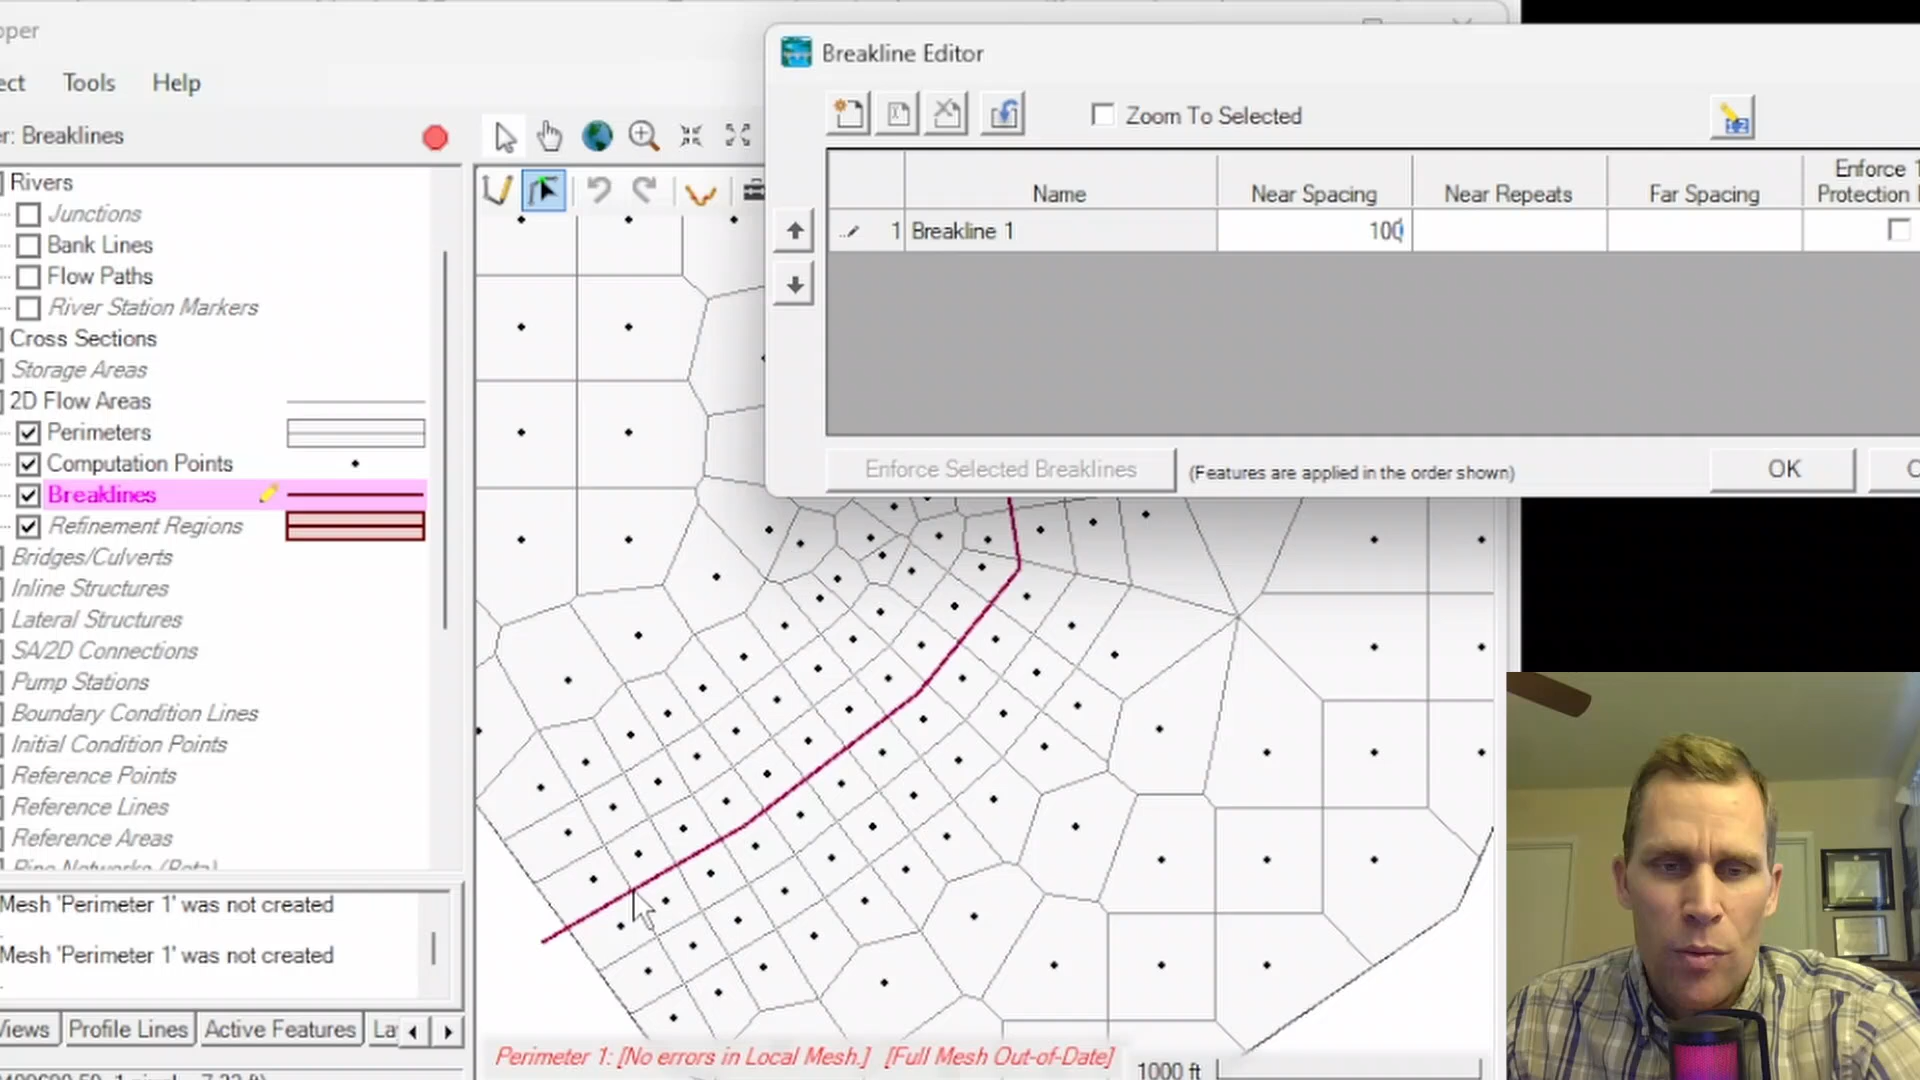 oper
ect Tools Help
er: Breaklines
Rivers
Junctions
Bank Lines
Flow Paths
River Station Markers
Cross Sections
Storage Areas
2D Flow Areas
Perimeters
Computation Points
Breaklines
Refinement Regions
Bridges/Culverts
Inline Structures
Lateral Structures
SA/2D Connections
Pump Stations
Boundary Condition Lines
Initial Condition Points
Reference Points
Reference Lines
Reference Areas
Mesh 'Perimeter 1' was not created
Mesh 'Perimeter 1' was not created
Views Profile Lines Active Features La
Breakline Editor
Zoom To Selected
Name Near Spacing Near Repeats Far Spacing Enforce 1
Protection
1 Breakline 1 100
Enforce Selected Breaklines (Features are applied in the order shown) OK C
Perimeter 1: [No errors in Local Mesh.] [Full Mesh Out-of-Date]
1000 ft